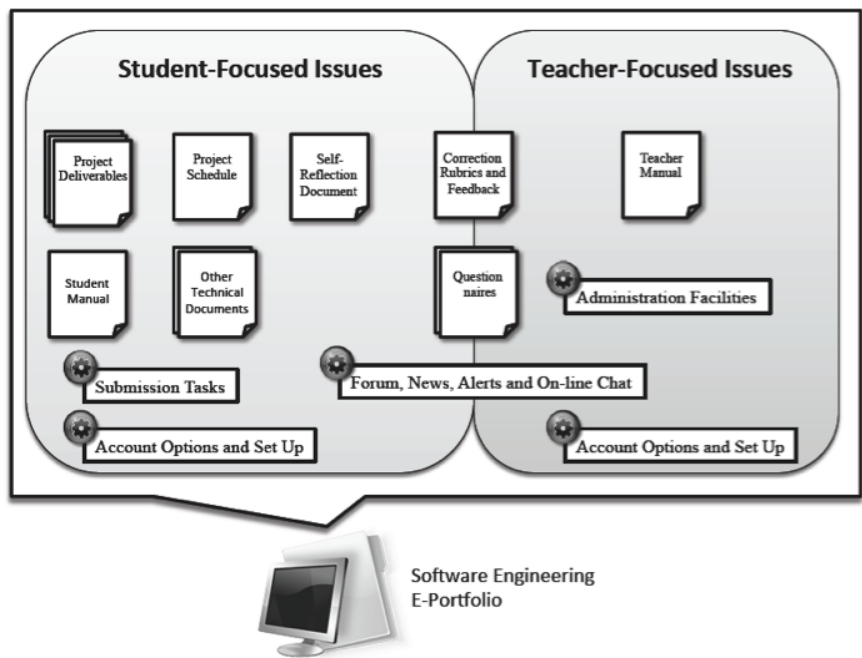 Student-Focused Issues
Teacher-Focused Issues
Project
Deliverables
Project
Schedule
Self-
Reflection
Document
Correction
Rubrics and
Feedback
Teacher
Manual
Student
Manual
Other
Technical
Documents
Question
naires
Administration Facilities
Submission Tasks
Forum, News, Alerts and On-line Chat
Account Options and Set Up
Account Options and Set Up
Software Engineering
E-Portfolio